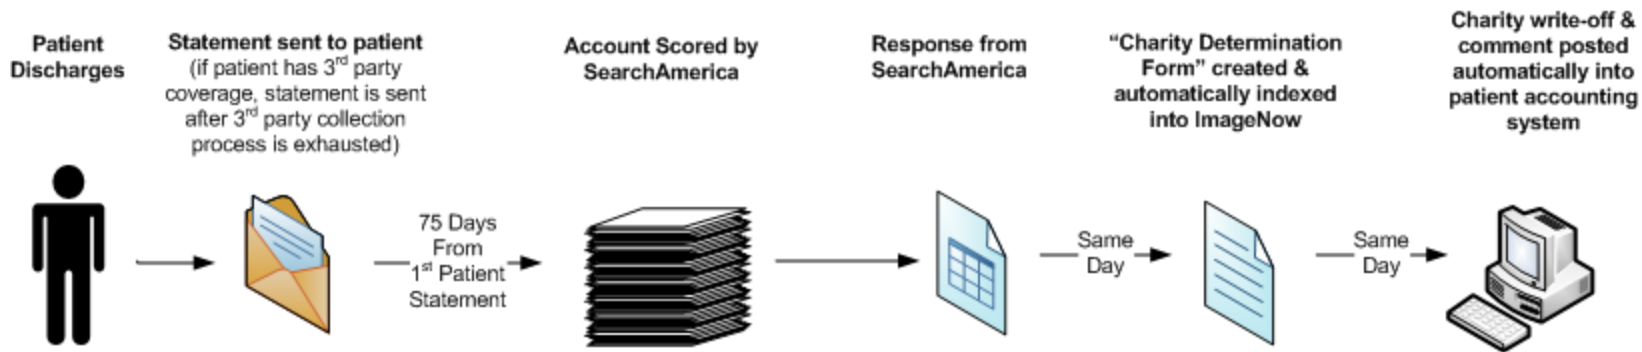 Patient
Discharges
Statement sent to patient
(if patient has 3rd party
coverage, statement is sent
after 3rd party collection
process is exhausted)
75 Days
From
1st Patient
Statement
Account Scored by
SearchAmerica
Response from
SearchAmerica
Same
Day
“Charity Determination
Form” created &
automatically indexed
into ImageNow
Same
Day
Charity write-off &
comment posted
automatically into
patient accounting
system